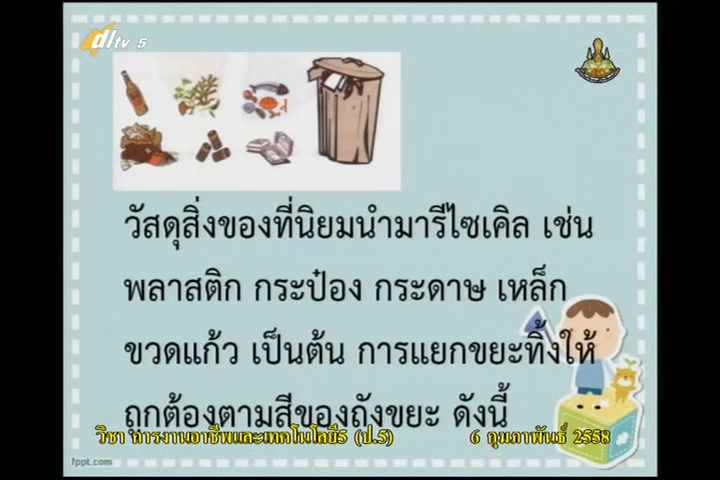 dltv 5
วัสดุสิ่งของที่นิยมนำมารีไซเคิล เช่น
พลาสติก กระป๋อง กระดาษ เหล็ก
ขวดแก้ว เป็นต้น การแยกขยะทิ้งให้
ถูกต้องตามสีของถังขยะ ดังนี้
วิชา การงานอาชีพและเทคโนโลยี5 (ป.5) 6 กุมภาพันธ์ 2558
fppt.com